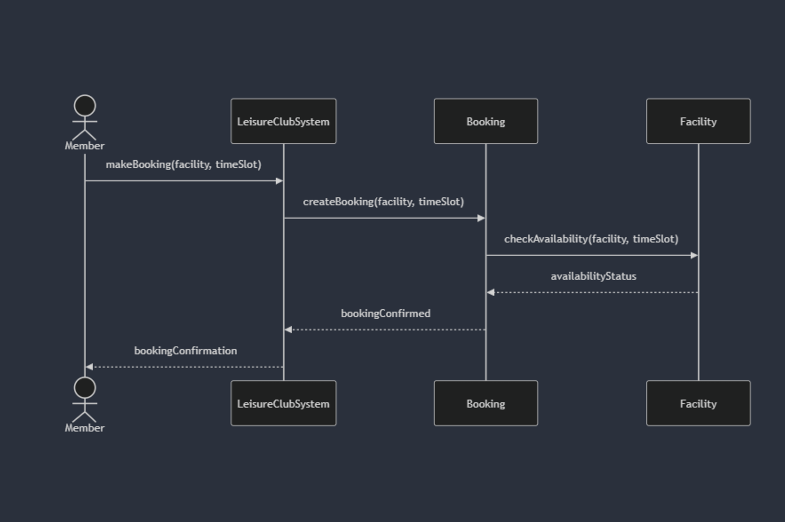 Member
LeisureClubSystem
Booking
Facility
makeBooking(facility, timeSlot)
createBooking(facility, timeSlot)
checkAvailability(facility, timeSlot)
availabilityStatus
bookingConfirmed
bookingConfirmation
Member
LeisureClubSystem
Booking
Facility